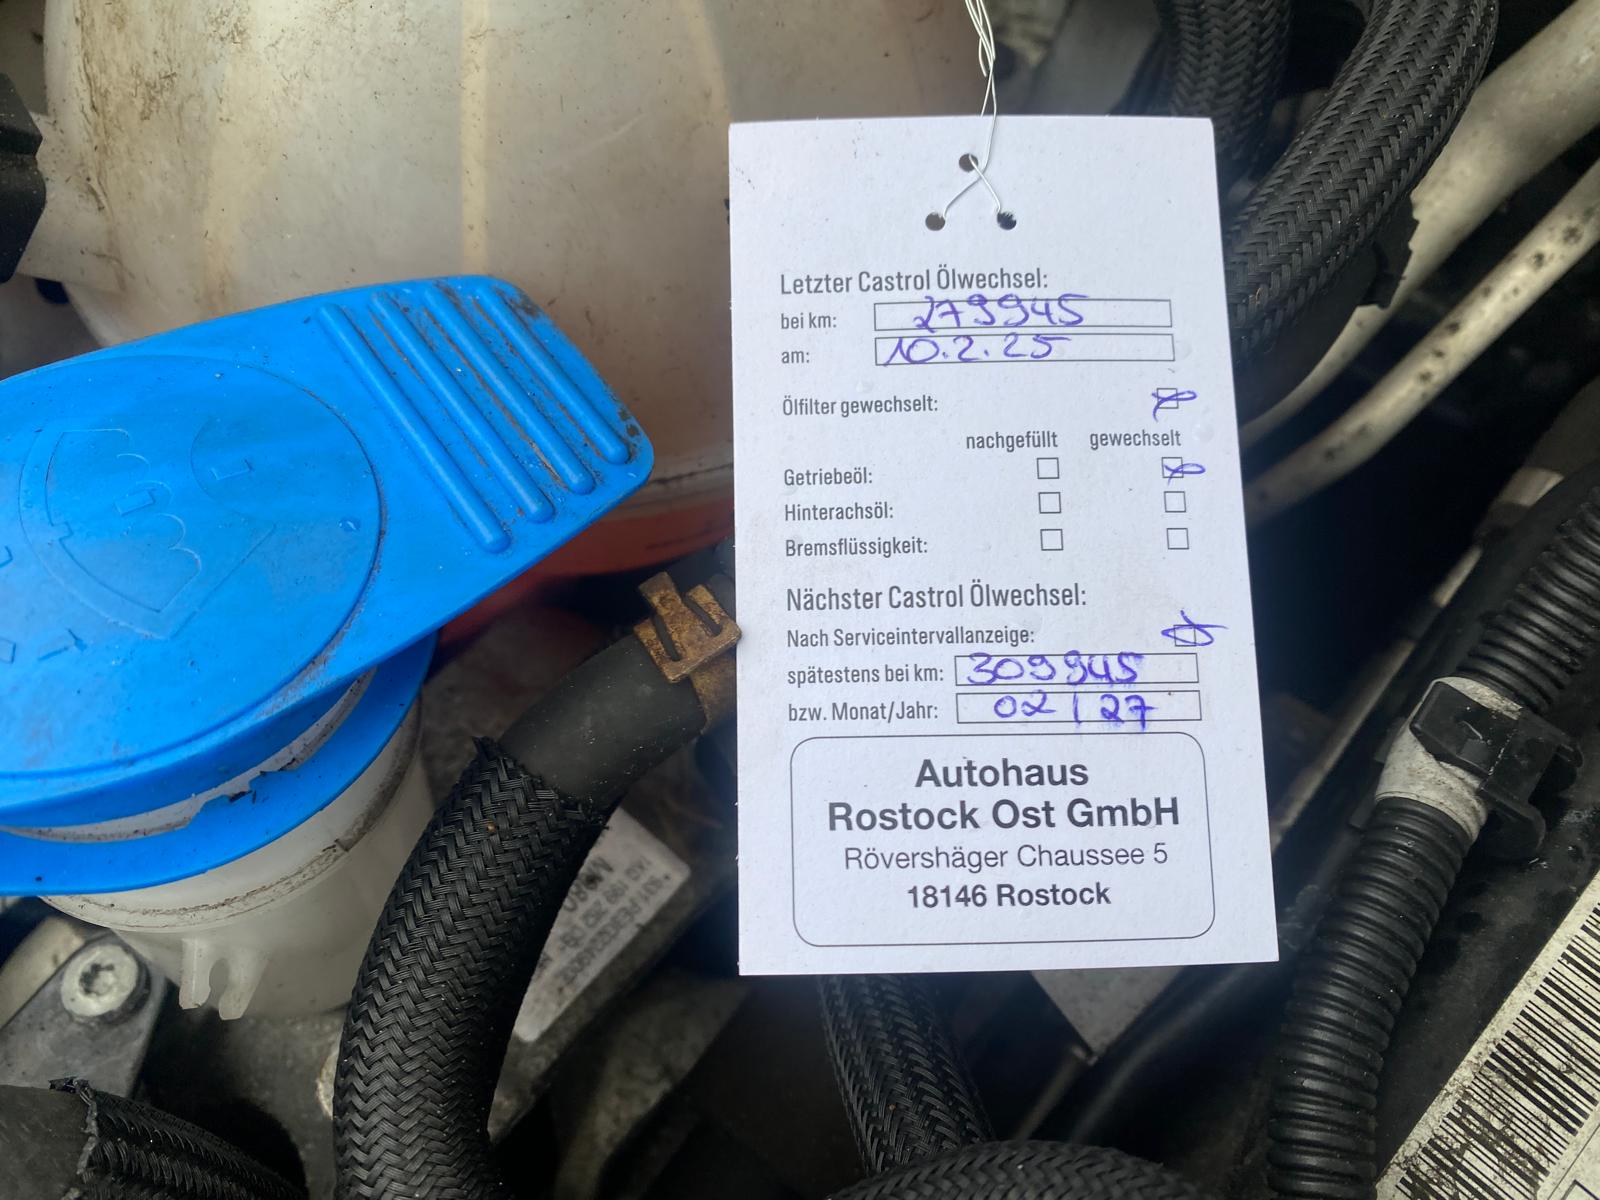 Letzter Castrol Ölwechsel:
bei km: 279945
am: 10.2.25
Ölfilter gewechselt:
nachgefüllt gewechselt
Getriebeöl:
Hinterachsöl:
Bremsflüssigkeit:
Nächster Castrol Ölwechsel:
Nach Serviceintervallanzeige:
spätestens bei km: 309945
bzw. Monat/Jahr: 02 / 27
Autohaus
Rostock Ost GmbH
Rövershäger Chaussee 5
18146 Rostock